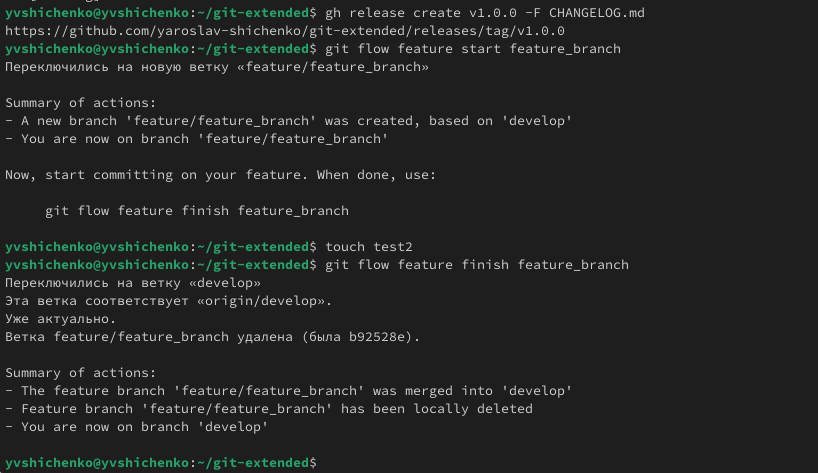 yvshichenko@yvshichenko:~/git-extended$ gh release create v1.0.0 -F CHANGELOG.md
https://github.com/yaroslav-shichenko/git-extended/releases/tag/v1.0.0
yvshichenko@yvshichenko:~/git-extended$ git flow feature start feature_branch
Переключились на новую ветку «feature/feature_branch»
Summary of actions:
- A new branch 'feature/feature_branch' was created, based on 'develop'
- You are now on branch 'feature/feature_branch'
Now, start committing on your feature. When done, use:
git flow feature finish feature_branch
yvshichenko@yvshichenko:~/git-extended$ touch test2
yvshichenko@yvshichenko:~/git-extended$ git flow feature finish feature_branch
Переключились на ветку «develop»
Эта ветка соответствует «origin/develop».
Уже актуально.
Ветка feature/feature_branch удалена (была b92528e).
Summary of actions:
- The feature branch 'feature/feature_branch' was merged into 'develop'
- Feature branch 'feature/feature_branch' has been locally deleted
- You are now on branch 'develop'
yvshichenko@yvshichenko:~/git-extended$